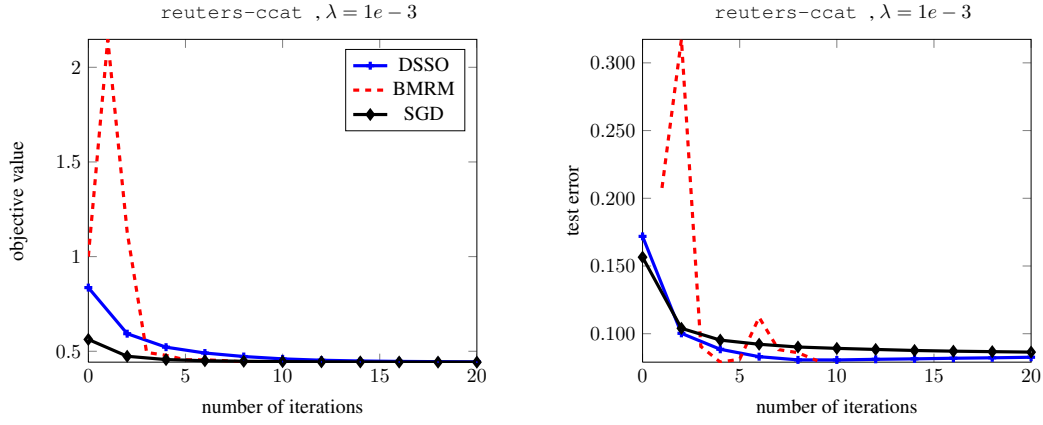 reuters-ccat , λ = 1e − 3
2
1.5
1
0.5
0
5
10
15
20
objective value
number of iterations
DSSO
BMRM
SGD
reuters-ccat , λ = 1e − 3
0.300
0.250
0.200
0.150
0.100
0
5
10
15
20
test error
number of iterations